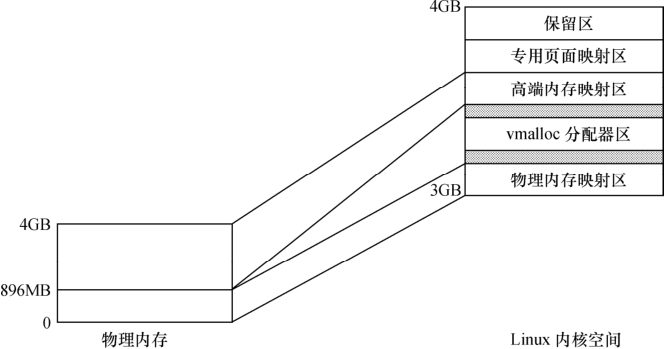 4GB
保留区
专用页面映射区
高端内存映射区
vmalloc 分配器区
3GB
物理内存映射区
4GB
896MB
0
物理内存
Linux 内核空间